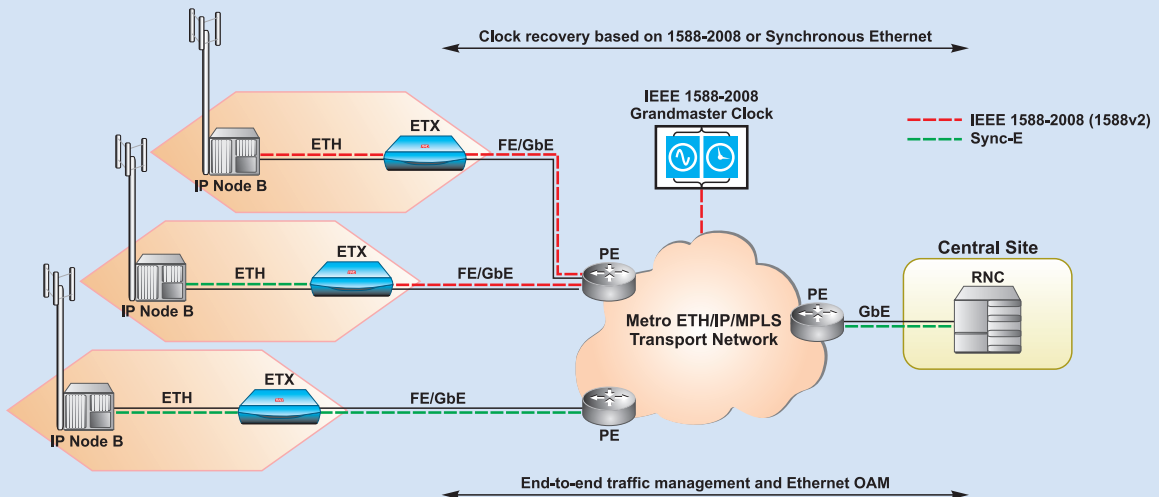 Clock recovery based on 1588-2008 or Synchronous Ethernet
IEEE 1588-2008
Grandmaster Clock
IEEE 1588-2008 (1588v2)
Sync-E
ETX
ETH
FE/GbE
IP Node B
ETX
ETH
FE/GbE
IP Node B
PE
Metro ETH/IP/MPLS
Transport Network
PE
GbE
Central Site
RNC
ETX
ETH
FE/GbE
IP Node B
PE
End-to-end traffic management and Ethernet OAM